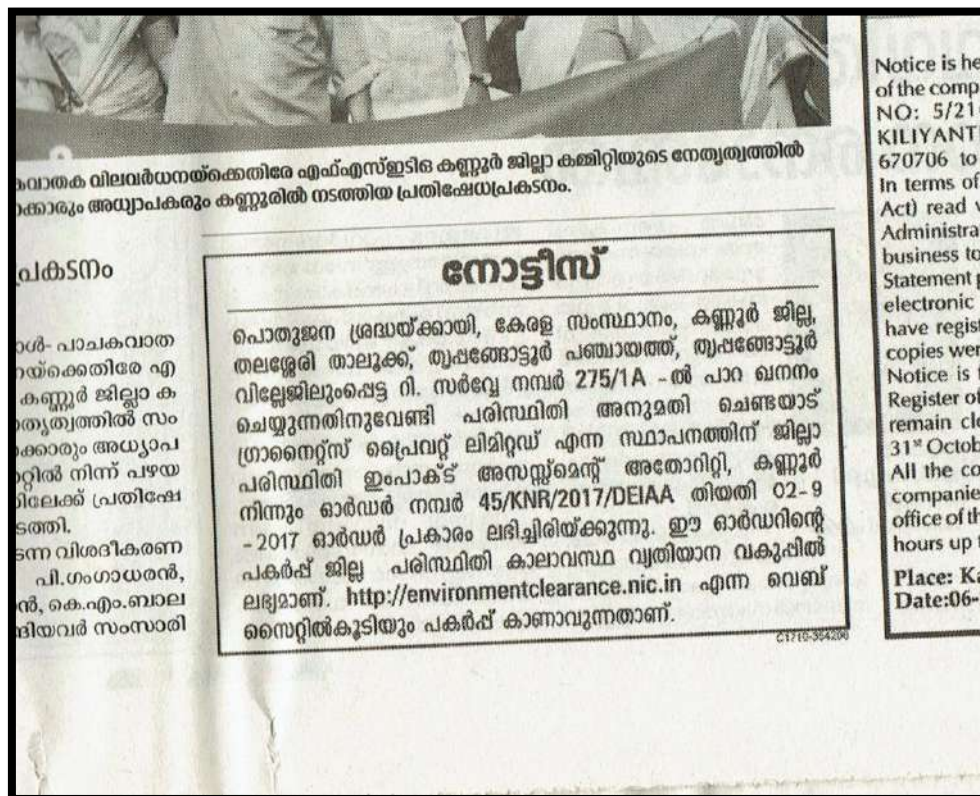 കവാതക വിലവർധനയ്ക്കെതിരേ എഫ്എസ്ഇടിഒ കണ്ണൂർ ജില്ലാ കമ്മിറ്റിയുടെ നേതൃത്വത്തിൽ
ക്കാരും അധ്യാപകരും കണ്ണൂരിൽ നടത്തിയ പ്രതിഷേധപ്രകടനം.
പ്രകടനം
ാൾ- പാചകവാത
നയ്ക്കെതിരേ എ
കണ്ണൂർ ജില്ലാ ക
തൃത്വത്തിൽ സം
ക്കാരും അധ്യാപ
റ്റിൽ നിന്ന് പഴയ
ിലേക്ക് പ്രതിഷേ
ടത്തി.
ടന്ന വിശദീകരണ
പി.ഗംഗാധരൻ,
ൻ, കെ.എം.ബാല
ദിയവർ സംസാരി
നോട്ടീസ്
പൊതുജന ശ്രദ്ധയ്ക്കായി, കേരള സംസ്ഥാനം, കണ്ണൂർ ജില്ല,
തലശ്ശേരി താലൂക്ക്, തൃപ്പങ്ങോട്ടൂർ പഞ്ചായത്ത്, തൃപ്പങ്ങോട്ടൂർ
വില്ലേജിലുംപ്പെട്ട റി. സർവ്വേ നമ്പർ 275/1A -ൽ പാറ ഖനനം
ചെയ്യുന്നതിനുവേണ്ടി പരിസ്ഥിതി അനുമതി ചെണ്ടയാട്
ഗ്രാനൈറ്റ്സ് പ്രൈവറ്റ് ലിമിറ്റഡ് എന്ന സ്ഥാപനത്തിന് ജില്ലാ
പരിസ്ഥിതി ഇംപാക്ട് അസസ്സ്മെന്റ് അതോറിറ്റി, കണ്ണൂർ
നിന്നും ഓർഡർ നമ്പർ 45/KNR/2017/DEIAA തിയതി 02-9
-2017 ഓർഡർ പ്രകാരം ലഭിച്ചിരിയ്ക്കുന്നു. ഈ ഓർഡറിന്റെ
പകർപ്പ് ജില്ല പരിസ്ഥിതി കാലാവസ്ഥ വ്യതിയാന വകുപ്പിൽ
ലഭ്യമാണ്. http://environmentclearance.nic.in എന്ന വെബ്
സൈറ്റിൽകൂടിയും പകർപ്പ് കാണാവുന്നതാണ്.
Notice is he
of the comp
NO: 5/21
KILIYANT
670706 to
In terms of
Act) read
Administra
business to
Statement
electronic
have regis
copies wer
Notice is
Register of
remain clo
31st Octob
All the co
companie
office of th
hours up
Place: Ka
Date:06-